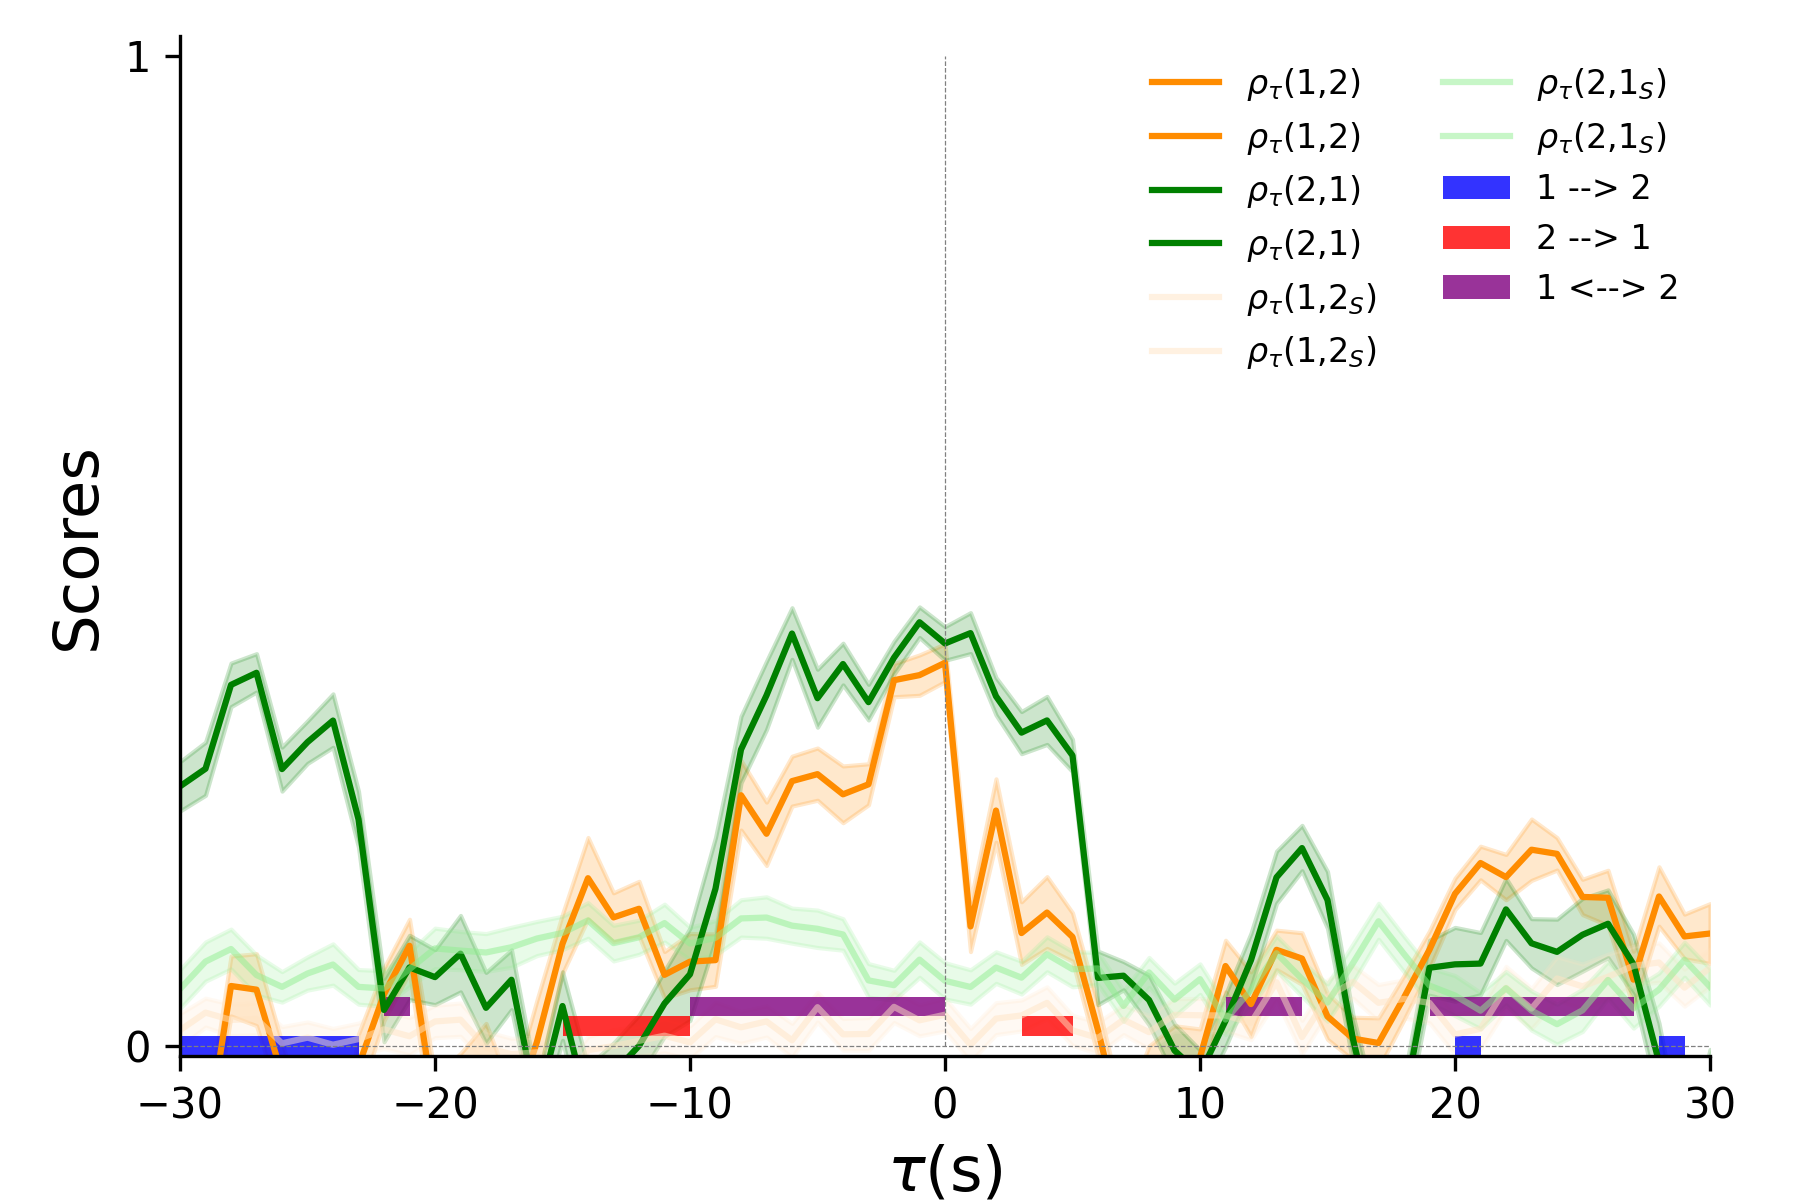 1
Scores
0
−30 −20 −10 0 10 20 30
τ(s)
ρτ(1,2)
ρτ(1,2)
ρτ(2,1)
ρτ(2,1)
ρτ(1,2S)
ρτ(1,2S)
ρτ(2,1S)
ρτ(2,1S)
1 --> 2
2 --> 1
1 <--> 2